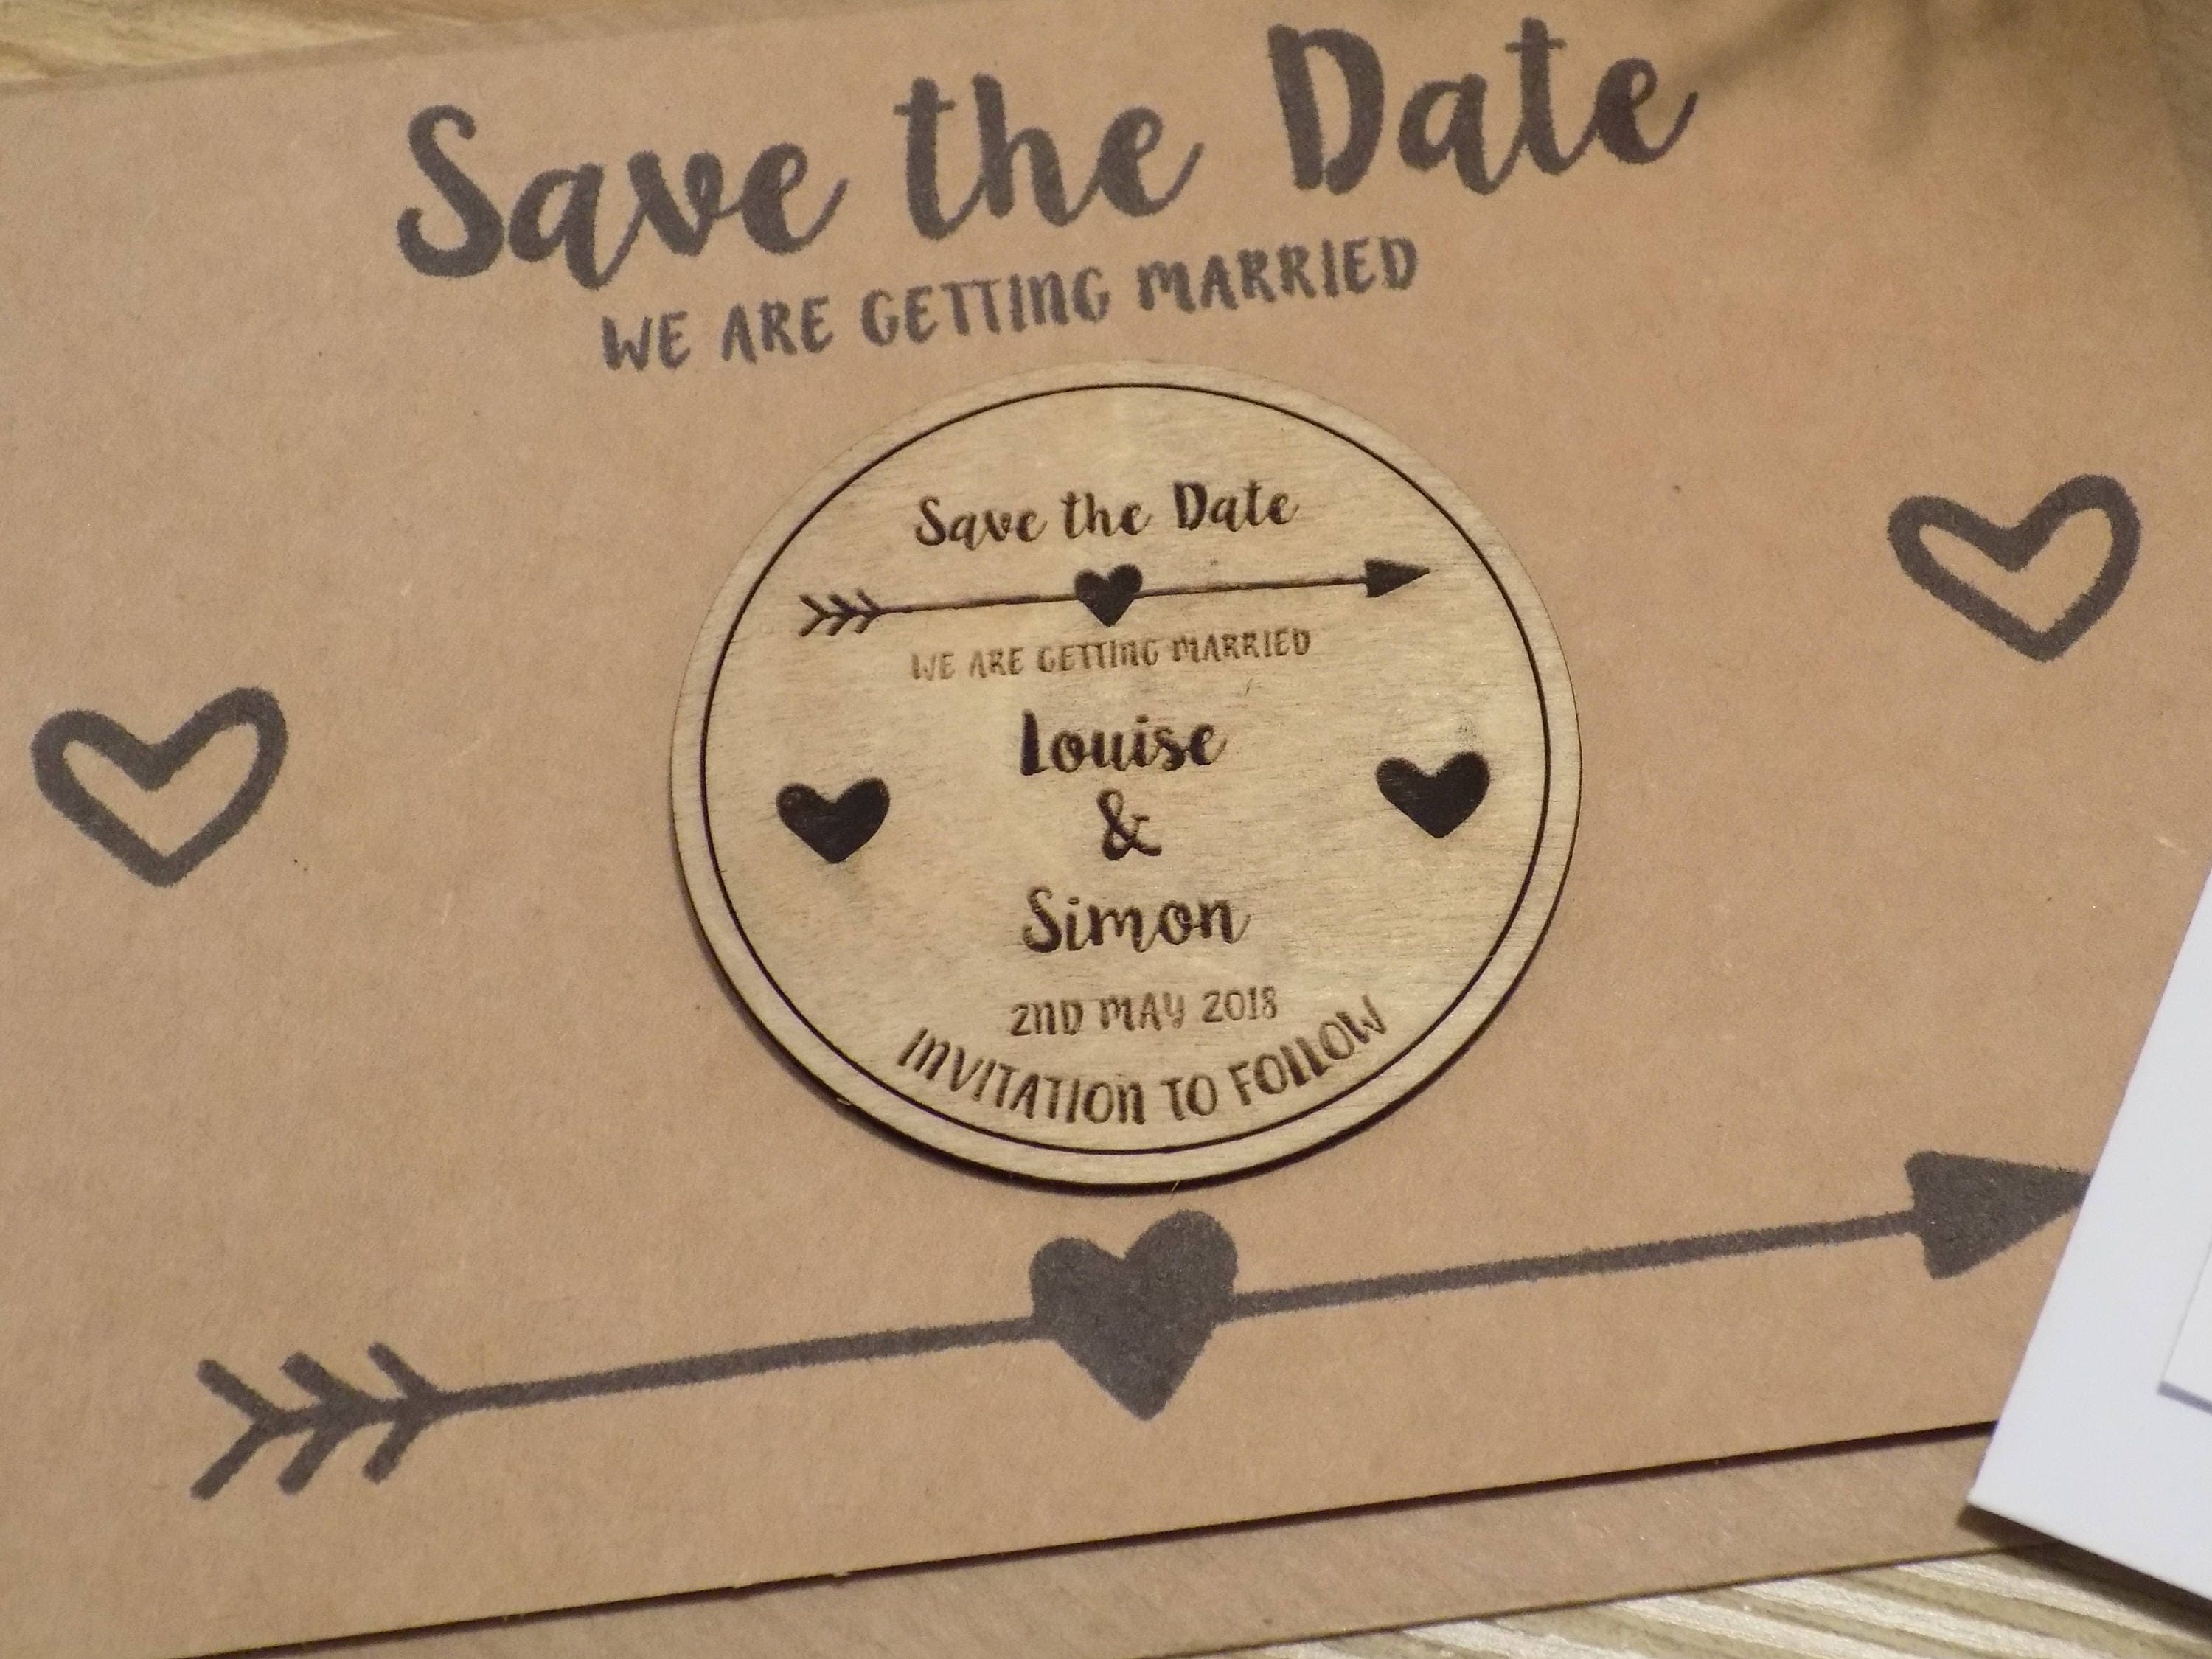 Save the Date
WE ARE GETTING MARRIED
Save the Date
WE ARE GETTING MARRIED
Louise
&
Simon
2ND MAY 2018
INVITATION TO FOLLOW